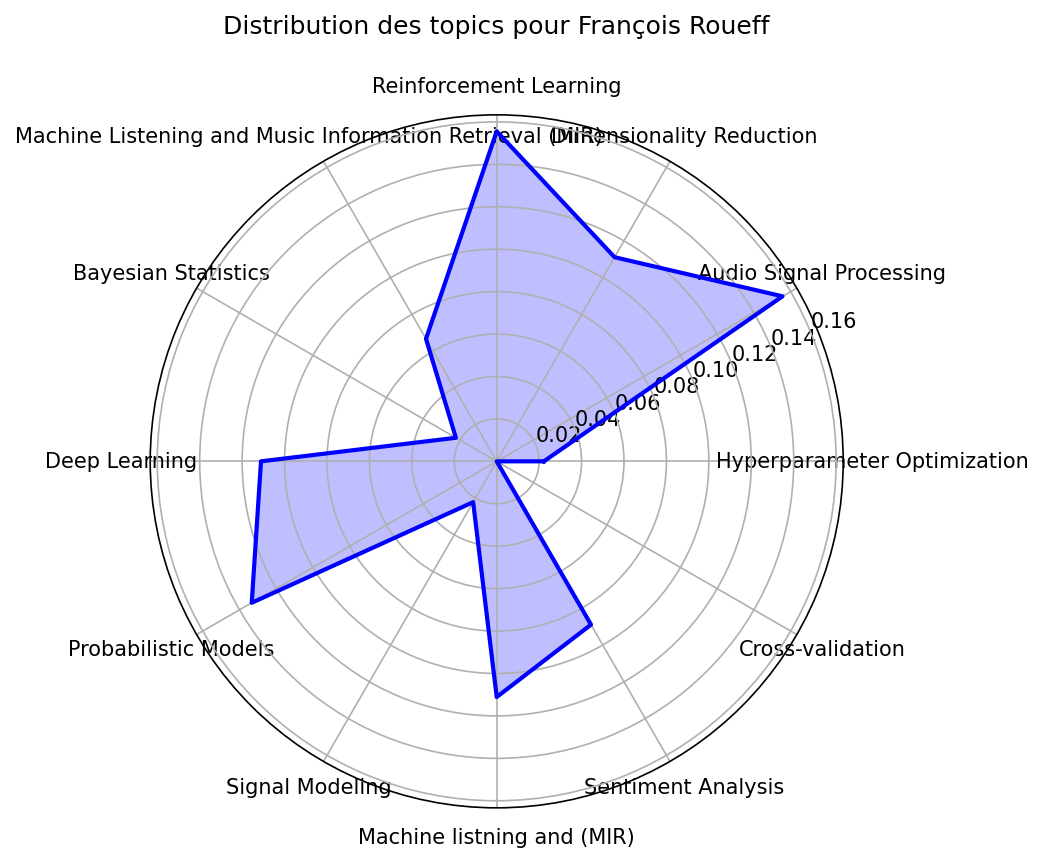 Distribution des topics pour François Roueff
Reinforcement Learning
Machine Listening and Music Information Retrieval (MIR)
Dimensionality Reduction
Bayesian Statistics
Audio Signal Processing
0.16
0.14
0.12
0.10
0.08
0.06
0.04
0.02
Deep Learning
Hyperparameter Optimization
Probabilistic Models
Cross-validation
Signal Modeling
Sentiment Analysis
Machine listning and (MIR)